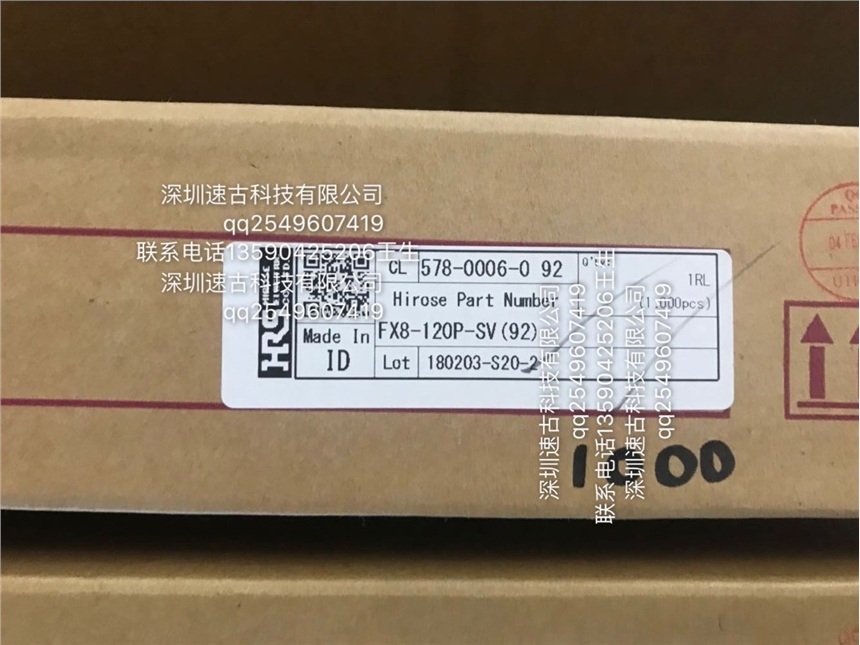 深圳速古科技有限公司
qq2549607419
联系电话13590425206王生
深圳速古科技有限公司
qq2549607419
HRS
HIROSE
CL 578-0006-0 92
Q'ty
1RL
(1,000pcs)
Hirose Part Number
FX8-120P-SV(92)
Made In
ID
Lot 180203-S20-2
深圳速古科技有限公司
qq2549607419
联系电话13590425206王生
深圳速古科技有限公司
qq2549607419
1000